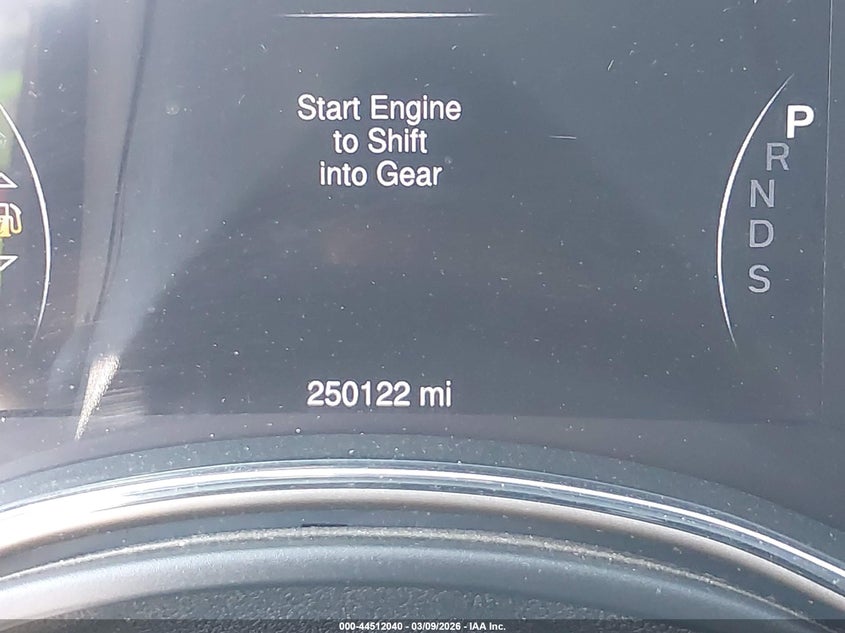 Start Engine
to Shift
into Gear
P
R
N
D
S
250122 mi
000-44512040 - 03/09/2026 - IAA Inc.